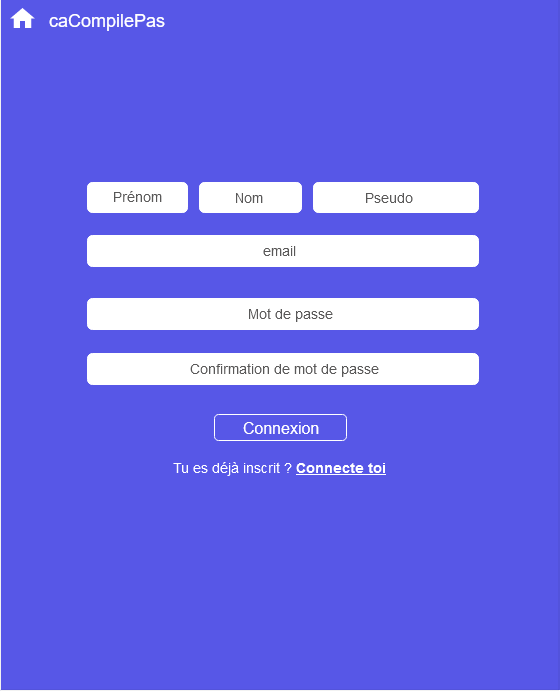 caCompilePas
Prénom Nom Pseudo
email
Mot de passe
Confirmation de mot de passe
Connexion
Tu es déjà inscrit ? Connecte toi